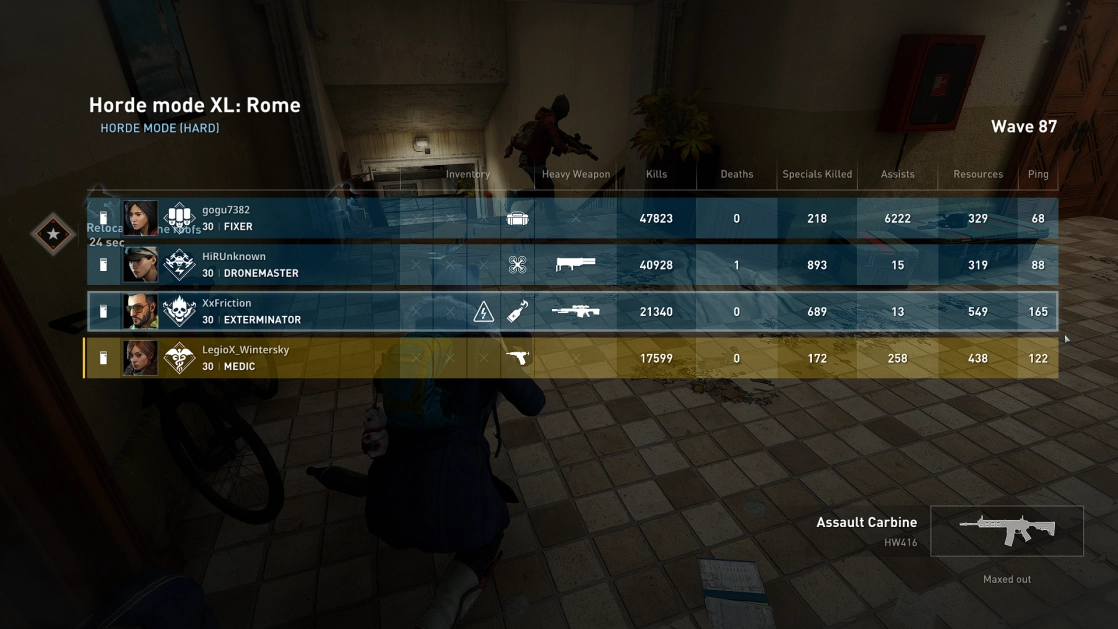 Horde mode XL: Rome
HORDE MODE (HARD)
Wave 87
Inventory Heavy Weapon Kills Deaths Specials Killed Assists Resources Ping
gogu7382
30 | FIXER 47823 0 218 6222 329 68
24 sec
HiRUnknown
30 | DRONEMASTER 40928 1 893 15 319 88
XxFriction
30 | EXTERMINATOR 21340 0 689 13 549 165
LegioX_Wintersky
30 | MEDIC 17599 0 172 258 438 122
Assault Carbine
HW416
Maxed out